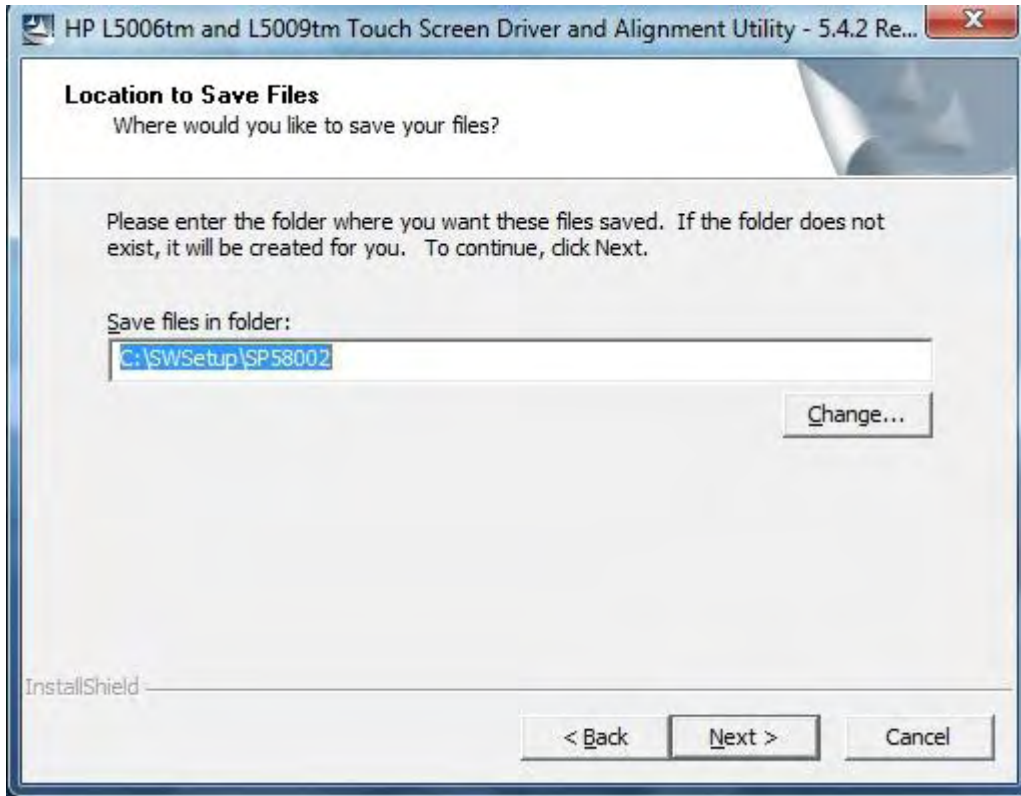 HP L5006tm and L5009tm Touch Screen Driver and Alignment Utility - 5.4.2 Re...
Location to Save Files
Where would you like to save your files?
Please enter the folder where you want these files saved. If the folder does not
exist, it will be created for you. To continue, click Next.
Save files in folder:
C:\SWSetup\SP58002
Change...
InstallShield
< Back Next > Cancel